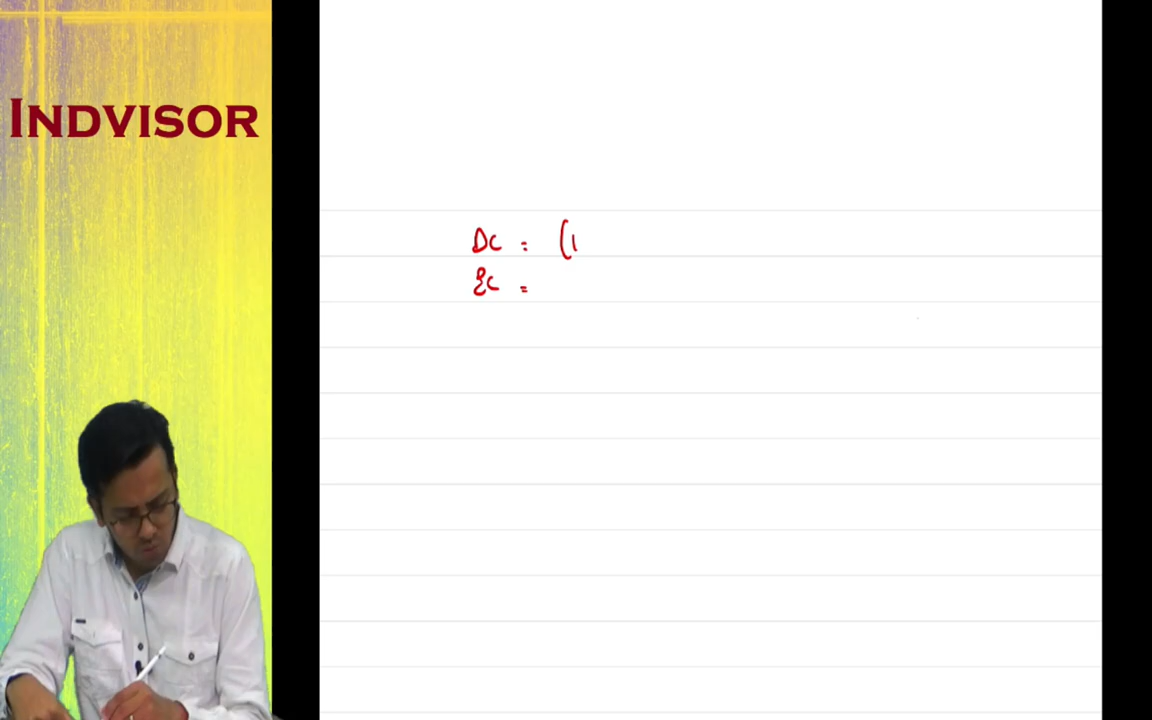 INDVISOR
DC = (1
EC =